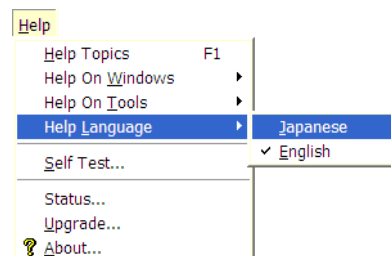 Help
Help Topics F1
Help On Windows
Help On Tools
Help Language
Japanese
English
Self Test...
Status...
Upgrade...
About...